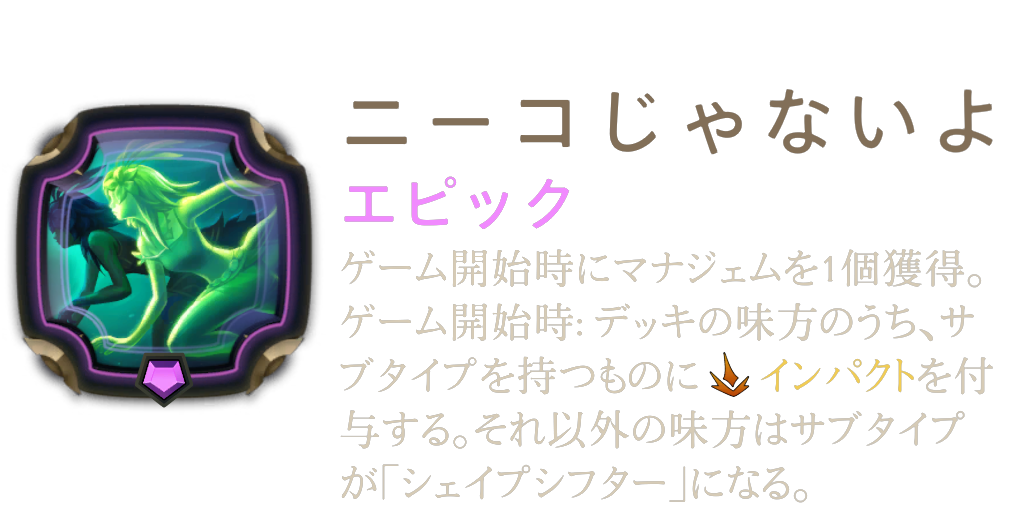 ニーコじゃないよ
エピック
ゲーム開始時にマナジェムを1個獲得。
ゲーム開始時: デッキの味方のうち、サ
ブタイプを持つものにインパクトを付
与する。それ以外の味方はサブタイプ
が「シェイプシフター」になる。